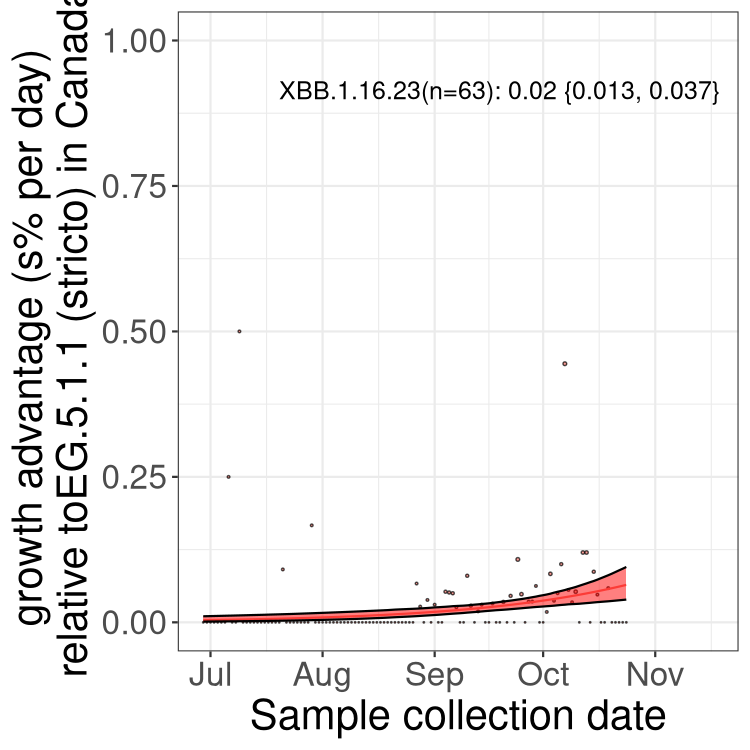 growth advantage (s% per day)
relative toEG.5.1.1 (stricto) in Canada
1.00
0.75
0.50
0.25
0.00
XBB.1.16.23(n=63): 0.02 {0.013, 0.037}
Jul Aug Sep Oct Nov
Sample collection date